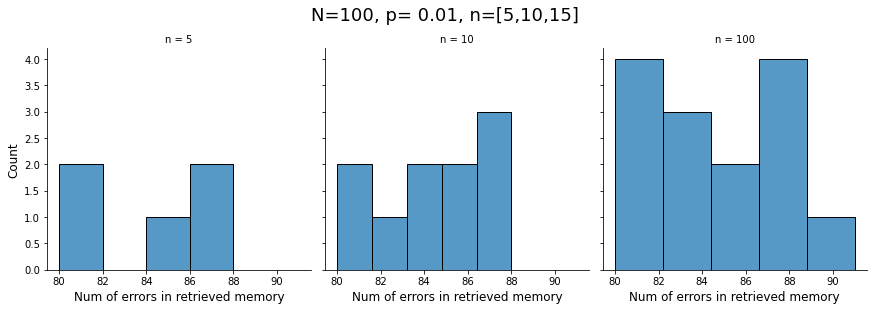 N=100, p= 0.01, n=[5,10,15]
n = 5
n = 10
n = 100
Count
4.0
3.5
3.0
2.5
2.0
1.5
1.0
0.5
0.0
80 82 84 86 88 90
80 82 84 86 88 90
80 82 84 86 88 90
Num of errors in retrieved memory
Num of errors in retrieved memory
Num of errors in retrieved memory